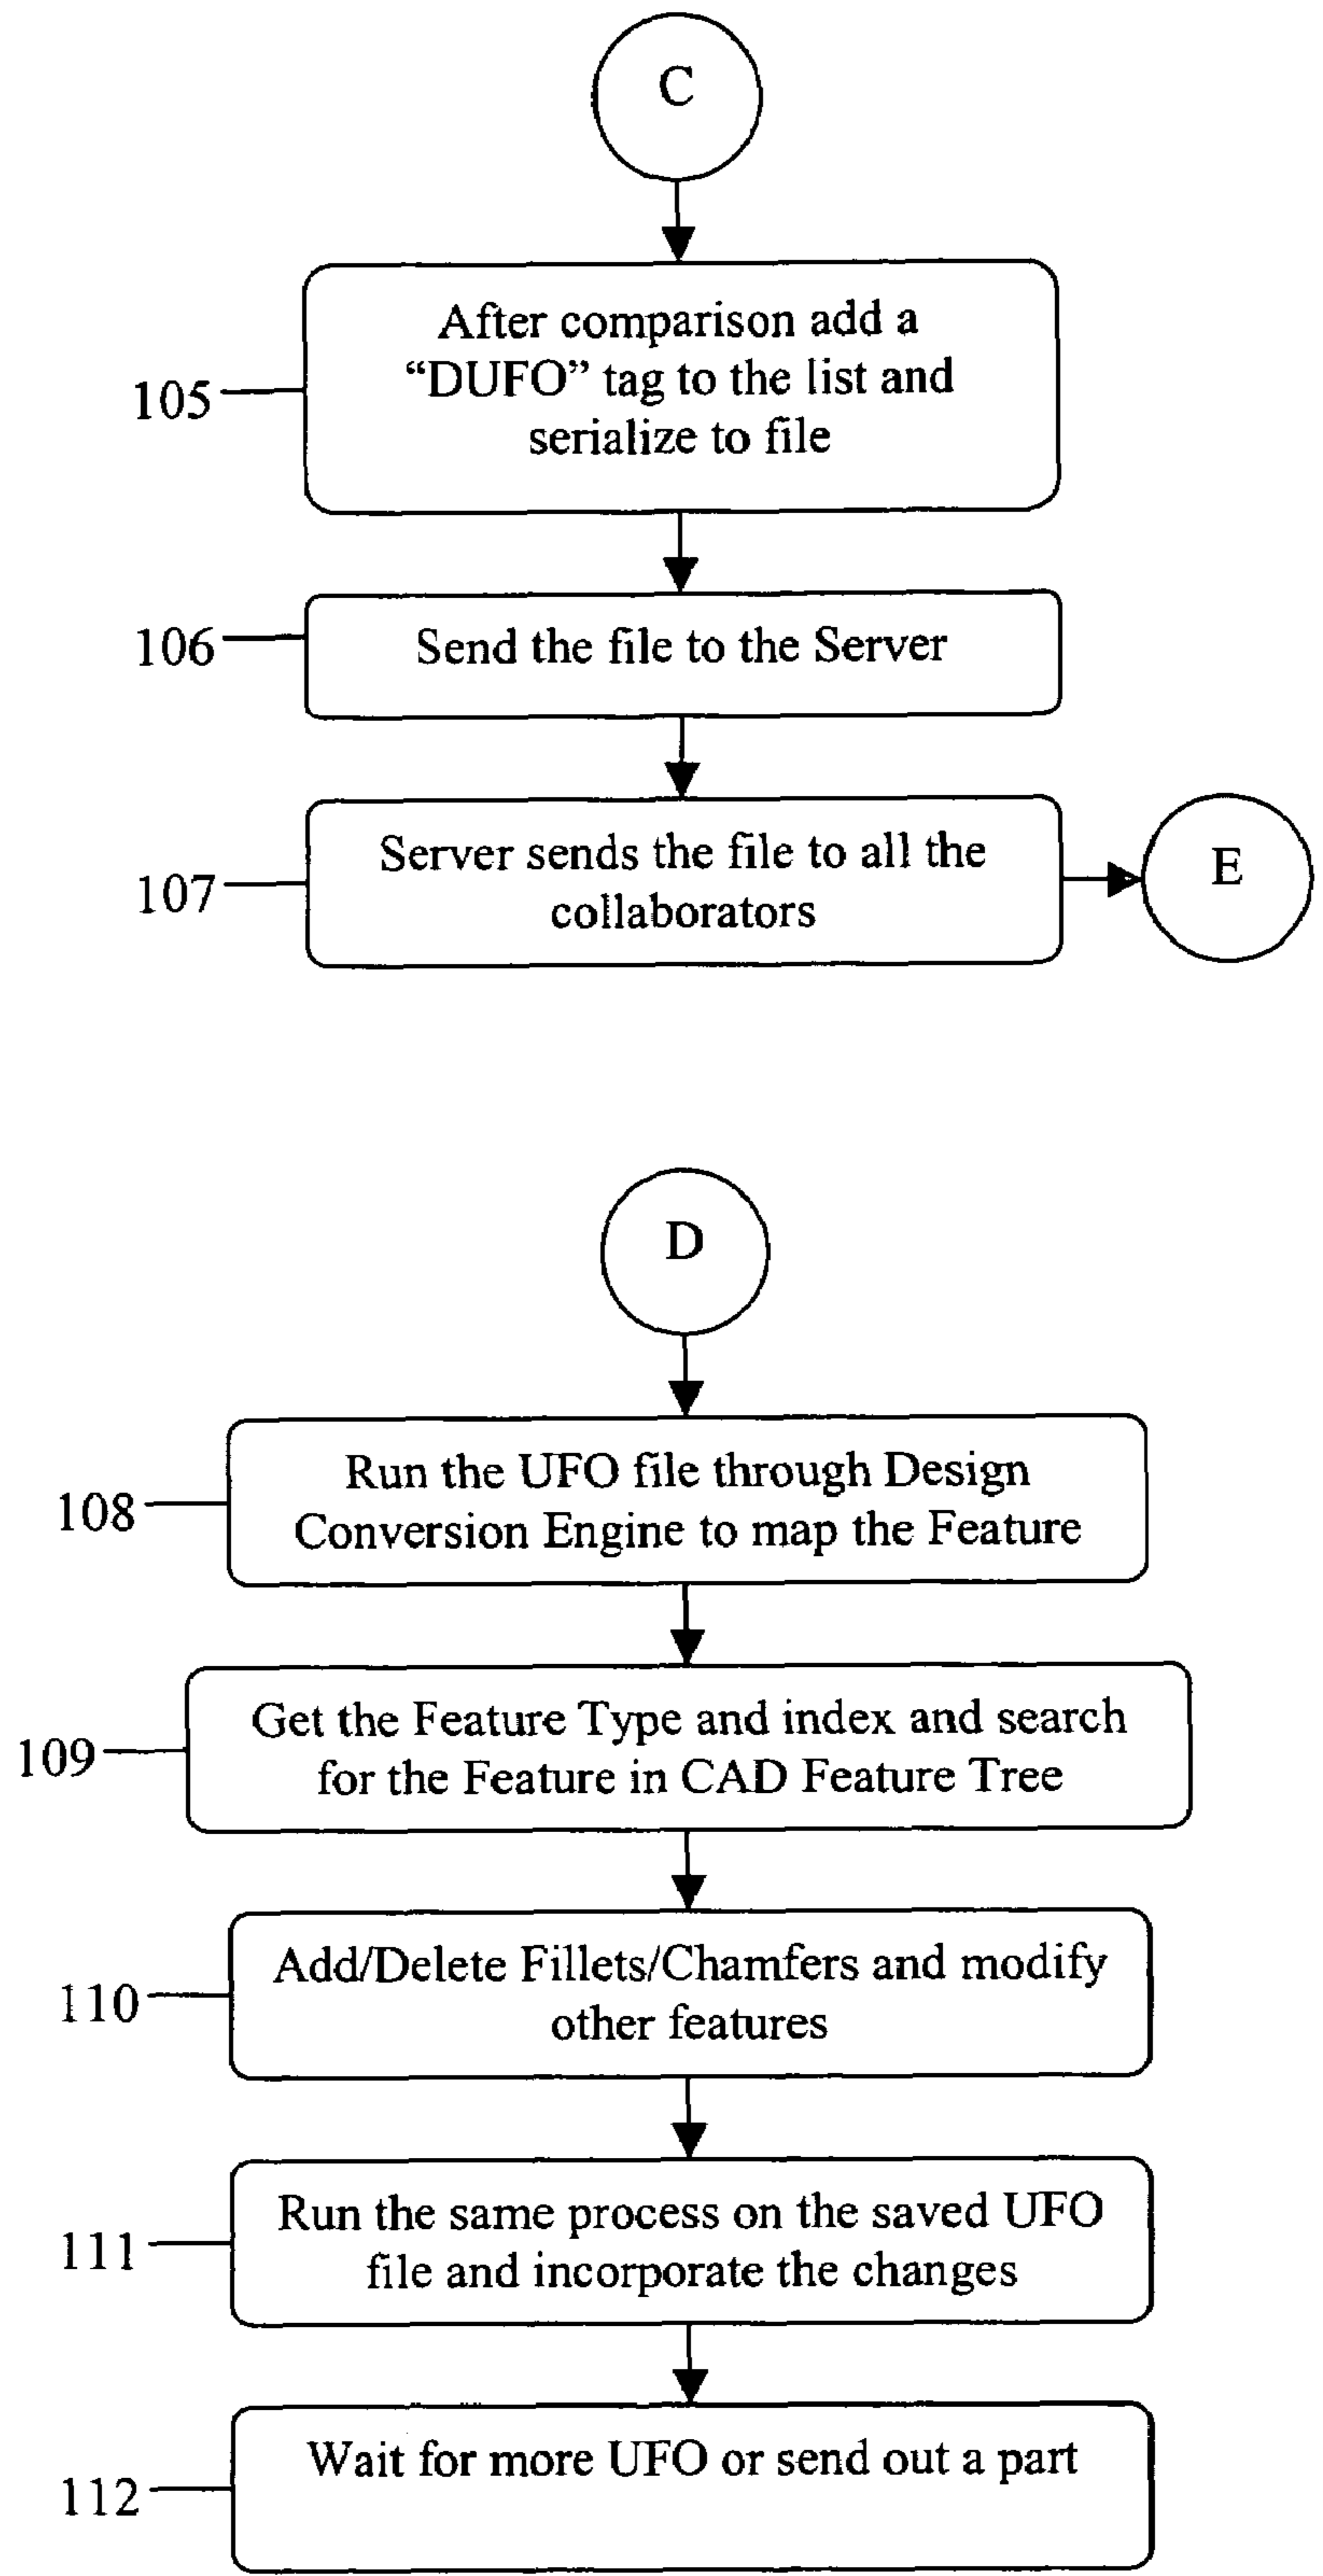 C
After comparison add a
“DUFO” tag to the list and
serialize to file
105
Send the file to the Server
106
Server sends the file to all the
collaborators
107
E
D
Run the UFO file through Design
Conversion Engine to map the Feature
108
Get the Feature Type and index and search
for the Feature in CAD Feature Tree
109
Add/Delete Fillets/Chamfers and modify
other features
110
Run the same process on the saved UFO
file and incorporate the changes
111
Wait for more UFO or send out a part
112